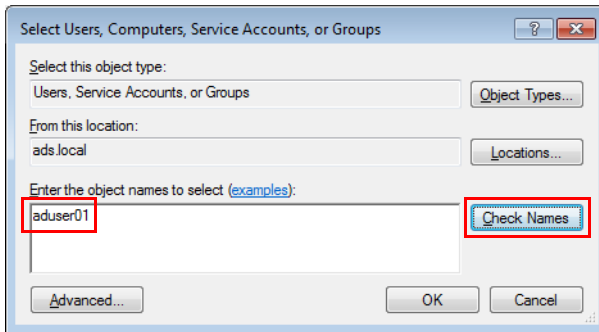 Select Users, Computers, Service Accounts, or Groups
Select this object type:
Users, Service Accounts, or Groups
Object Types...
From this location:
ads.local
Locations...
Enter the object names to select (examples):
aduser01
Check Names
Advanced...
OK
Cancel